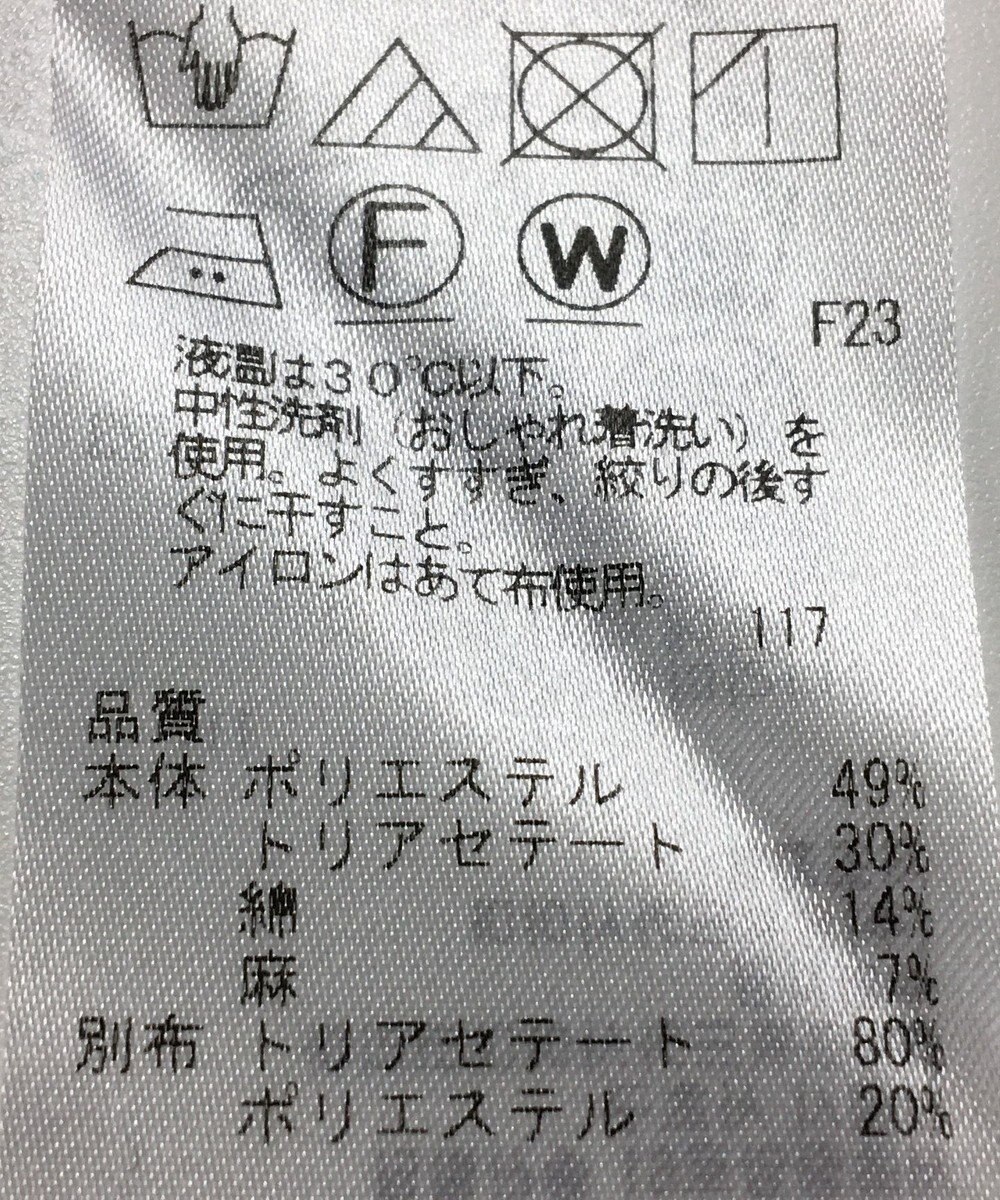 F
W
F23
液温は30℃以下。
中性洗剤（おしゃれ着洗い）を
使用。よくすすぎ、絞りの後す
ぐに干すこと。
アイロンはあて布使用。
117
品質
本体 ポリエステル 49%
トリアセテート 30%
綿 14%
麻 7%
別布 トリアセテート 80%
ポリエステル 20%